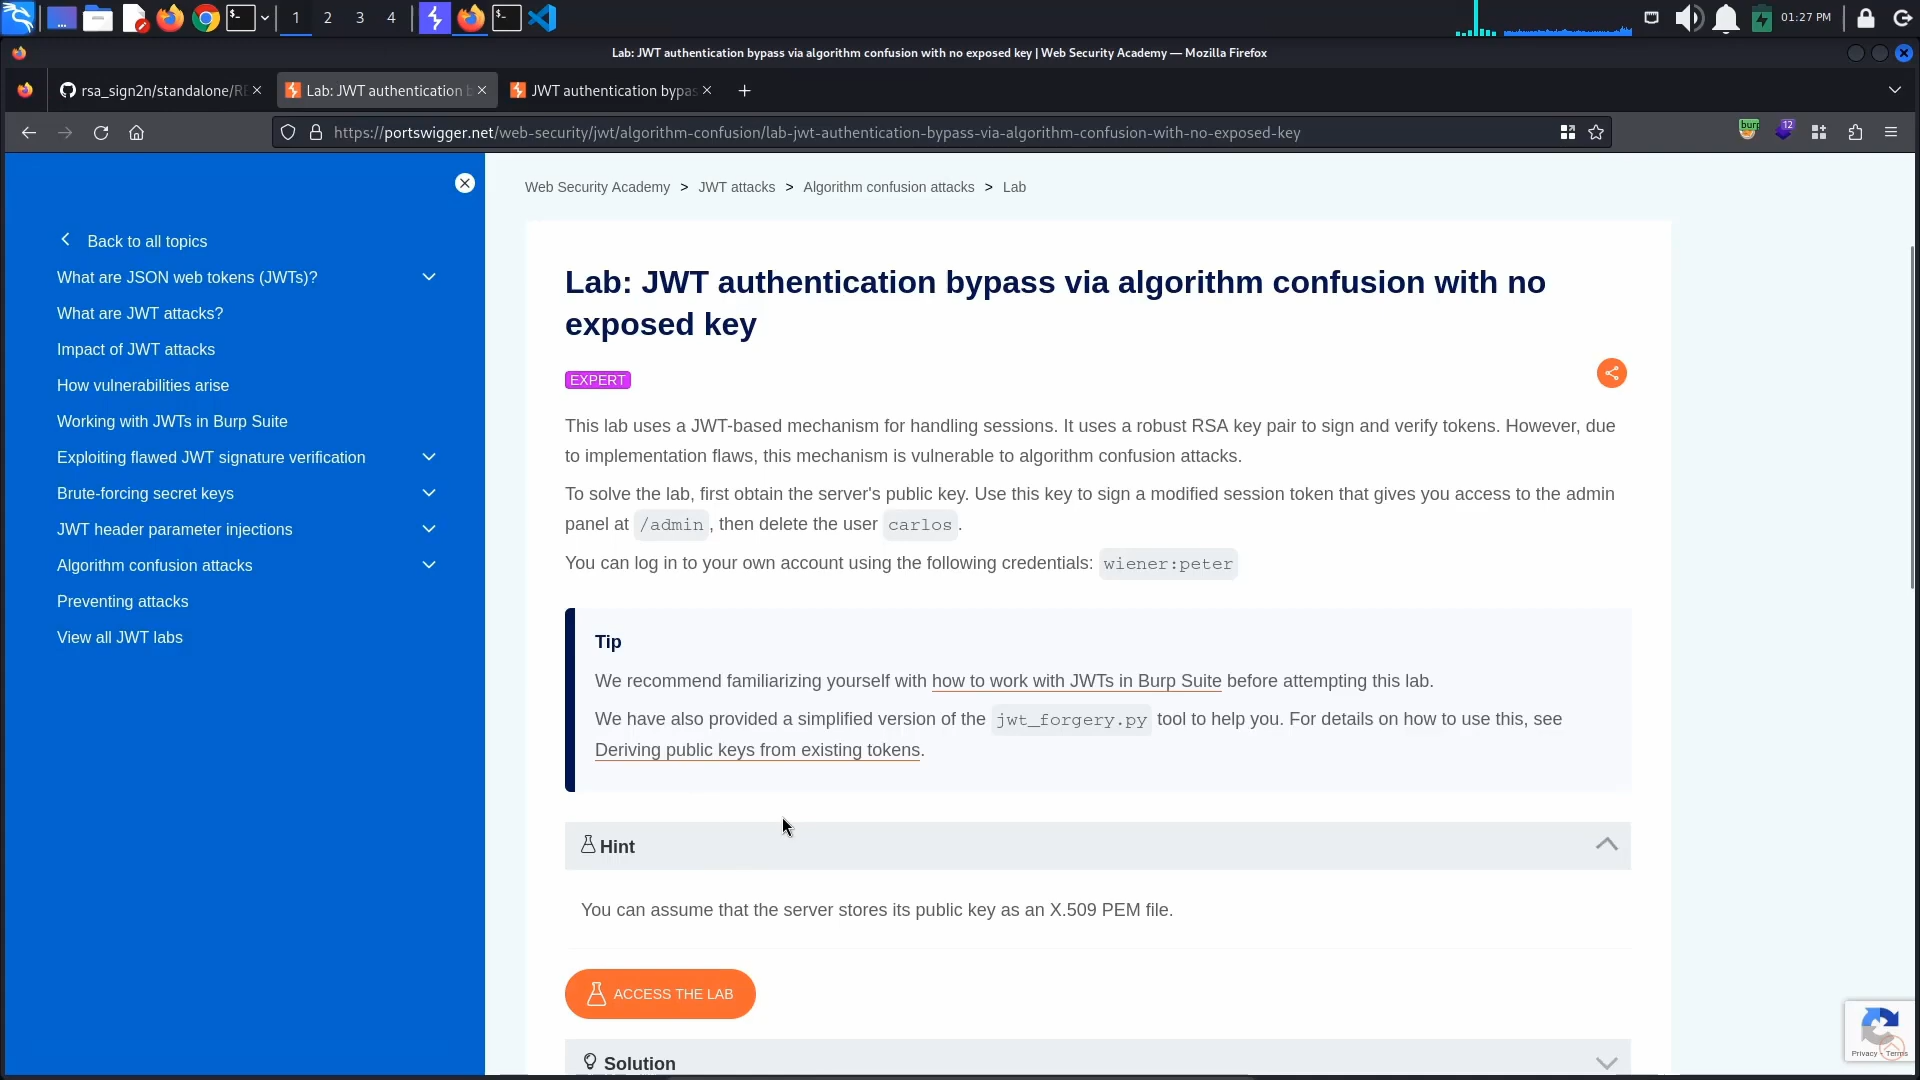 1 2 3 4
01:27 PM
Lab: JWT authentication bypass via algorithm confusion with no exposed key | Web Security Academy — Mozilla Firefox
rsa_sign2n/standalone/RE
Lab: JWT authentication b
JWT authentication bypas
https://portswigger.net/web-security/jwt/algorithm-confusion/lab-jwt-authentication-bypass-via-algorithm-confusion-with-no-exposed-key
burp
12
Web Security Academy > JWT attacks > Algorithm confusion attacks > Lab
Back to all topics
What are JSON web tokens (JWTs)?
What are JWT attacks?
Impact of JWT attacks
How vulnerabilities arise
Working with JWTs in Burp Suite
Exploiting flawed JWT signature verification
Brute-forcing secret keys
JWT header parameter injections
Algorithm confusion attacks
Preventing attacks
View all JWT labs
Lab: JWT authentication bypass via algorithm confusion with no
exposed key
EXPERT
This lab uses a JWT-based mechanism for handling sessions. It uses a robust RSA key pair to sign and verify tokens. However, due
to implementation flaws, this mechanism is vulnerable to algorithm confusion attacks.
To solve the lab, first obtain the server's public key. Use this key to sign a modified session token that gives you access to the admin
panel at /admin, then delete the user carlos.
You can log in to your own account using the following credentials: wiener:peter
Tip
We recommend familiarizing yourself with how to work with JWTs in Burp Suite before attempting this lab.
We have also provided a simplified version of the jwt_forgery.py tool to help you. For details on how to use this, see
Deriving public keys from existing tokens.
Hint
You can assume that the server stores its public key as an X.509 PEM file.
ACCESS THE LAB
Solution
Privacy - Terms